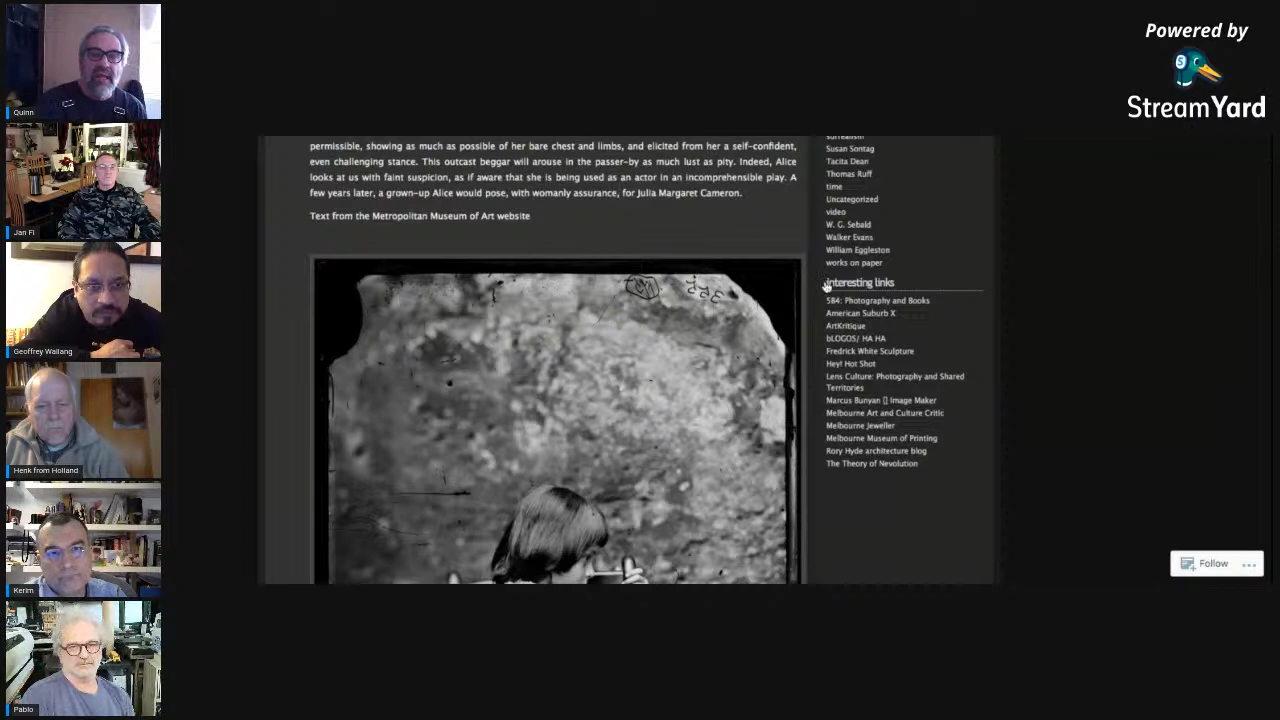 Powered by
StreamYard
Quinn
Jan Fi
Geoffrey Wallang
Henk from Holland
Kerim
Pablo
permissible, showing as much as possible of her bare chest and limbs, and elicited from her a self-confident,
even challenging stance. This outcast beggar will arouse in the passer-by as much lust as pity. Indeed, Alice
looks at us with faint suspicion, as if aware that she is being used as an actor in an incomprehensible play. A
few years later, a grown-up Alice would pose, with womanly assurance, for Julia Margaret Cameron.
Text from the Metropolitan Museum of Art website
surrealism
Susan Sontag
Tacita Dean
Thomas Ruff
time
Uncategorized
video
W. G. Sebald
Walker Evans
William Eggleston
works on paper
interesting links
5B4: Photography and Books
American Suburb X
ArtKritique
bLOGOS/ HA HA
Fredrick White Sculpture
Hey! Hot Shot
Lens Culture: Photography and Shared
Territories
Marcus Bunyan [] Image Maker
Melbourne Art and Culture Critic
Melbourne Jeweller
Melbourne Museum of Printing
Rory Hyde architecture blog
The Theory of Nevolution
Follow